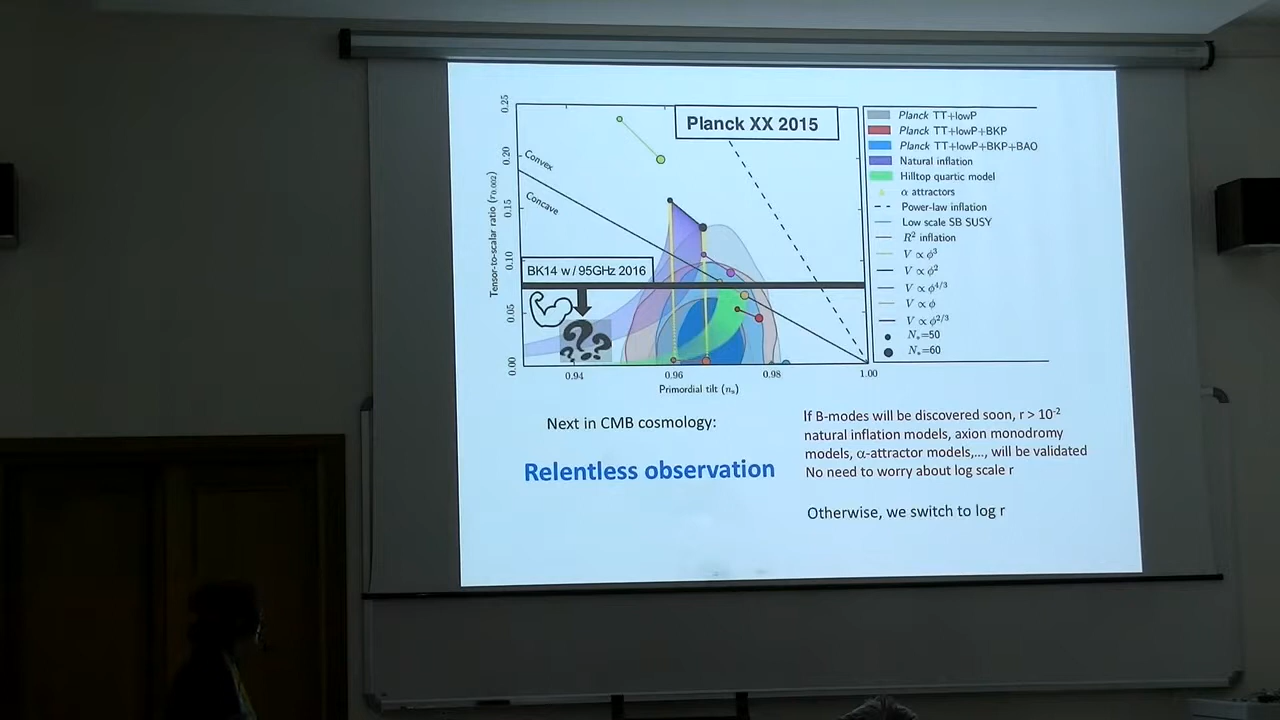 Planck XX 2015
0.25
0.20
0.15
0.10
0.05
0.00
Tensor-to-scalar ratio (r₀.₀₀₂)
Convex
Concave
BK14 w/95GHz 2016
???
0.94
0.96
0.98
1.00
Primordial tilt (nₛ)
Planck TT+lowP
Planck TT+lowP+BKP
Planck TT+lowP+BKP+BAO
Natural inflation
Hilltop quartic model
α attractors
Power-law inflation
Low scale SB SUSY
R² inflation
V ∝ ϕ³
V ∝ ϕ²
V ∝ ϕ⁴ᐟ³
V ∝ ϕ
V ∝ ϕ²ᐟ³
N*=50
N*=60
Next in CMB cosmology:
Relentless observation
If B-modes will be discovered soon, r > 10⁻²
natural inflation models, axion monodromy
models, α-attractor models,..., will be validated
No need to worry about log scale r
Otherwise, we switch to log r